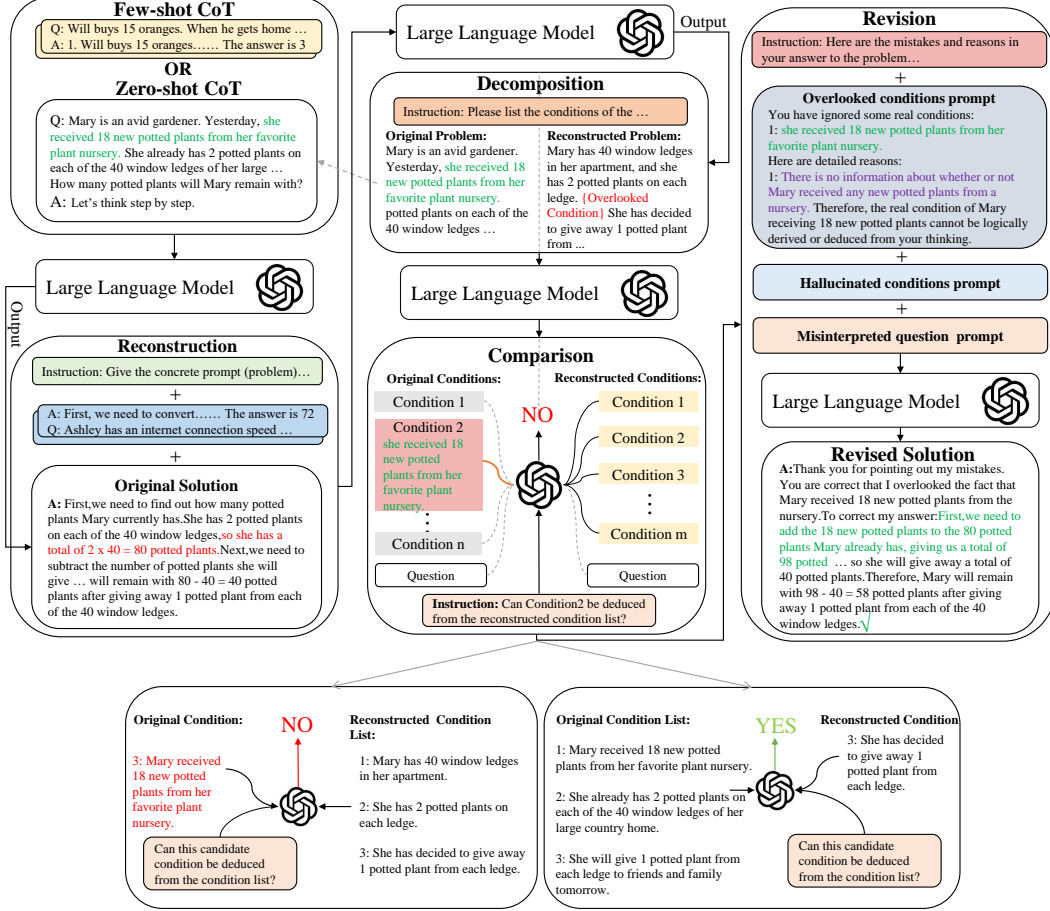 Few-shot CoT
Q: Will buys 15 oranges. When he gets home …
A: 1. Will buys 15 oranges…… The answer is 3
OR
Zero-shot CoT
Q: Mary is an avid gardener. Yesterday, she
received 18 new potted plants from her favorite
plant nursery. She already has 2 potted plants on
each of the 40 window ledges of her large …
How many potted plants will Mary remain with?
A: Let's think step by step.
Large Language Model
Output
Reconstruction
Instruction: Give the concrete prompt (problem)…
+
A: First, we need to convert…… The answer is 72
Q: Ashley has an internet connection speed …
+
Original Solution
A: First,we need to find out how many potted
plants Mary currently has.She has 2 potted plants
on each of the 40 window ledges,so she has a
total of 2 x 40 = 80 potted plants.Next,we need to
subtract the number of potted plants she will
give … will remain with 80 - 40 = 40 potted
plants after giving away 1 potted plant from each
of the 40 window ledges.
Large Language Model
Output
Decomposition
Instruction: Please list the conditions of the …
Original Problem:
Mary is an avid gardener.
Yesterday, she received 18
new potted plants from her
favorite plant nursery.
potted plants on each of the
40 window ledges …
Reconstructed Problem:
Mary has 40 window ledges
in her apartment, and she
has 2 potted plants on each
ledge. {Overlooked
Condition} She has decided
to give away 1 potted plant
from ...
Large Language Model
Comparison
Original Conditions:
Reconstructed Conditions:
NO
Condition 1
Condition 2
she received 18
new potted
plants from her
favorite plant
nursery.
Condition n
Question
Condition 1
Condition 2
Condition 3
Condition m
Question
Instruction: Can Condition2 be deduced
from the reconstructed condition list?
Revision
Instruction: Here are the mistakes and reasons in
your answer to the problem…
+
Overlooked conditions prompt
You have ignored some real conditions:
1: she received 18 new potted plants from her
favorite plant nursery.
Here are detailed reasons:
1: There is no information about whether or not
Mary received any new potted plants from a
nursery. Therefore, the real condition of Mary
receiving 18 new potted plants cannot be logically
derived or deduced from your thinking.
+
Hallucinated conditions prompt
+
Misinterpreted question prompt
Large Language Model
Revised Solution
A:Thank you for pointing out my mistakes.
You are correct that I overlooked the fact that
Mary received 18 new potted plants from the
nursery.To correct my answer:First,we need to
add the 18 new potted plants to the 80 potted
plants Mary already has, giving us a total of
98 potted … so she will give away a total of
40 potted plants.Therefore, Mary will remain
with 98 - 40 = 58 potted plants after giving
away 1 potted plant from each of the 40
window ledges.√
Original Condition:
NO
Reconstructed Condition
List:
3: Mary received
18 new potted
plants from her
favorite plant
nursery.
1: Mary has 40 window ledges
in her apartment.
2: She has 2 potted plants on
each ledge.
3: She has decided to give away
1 potted plant from each ledge.
Can this candidate
condition be deduced
from the condition list?
Original Condition List:
YES
Reconstructed Condition
1: Mary received 18 new potted
plants from her favorite plant nursery.
2: She already has 2 potted plants on
each of the 40 window ledges of her
large country home.
3: She will give 1 potted plant from
each ledge to friends and family
tomorrow.
3: She has decided
to give away 1
potted plant from
each ledge.
Can this candidate
condition be deduced
from the condition list?